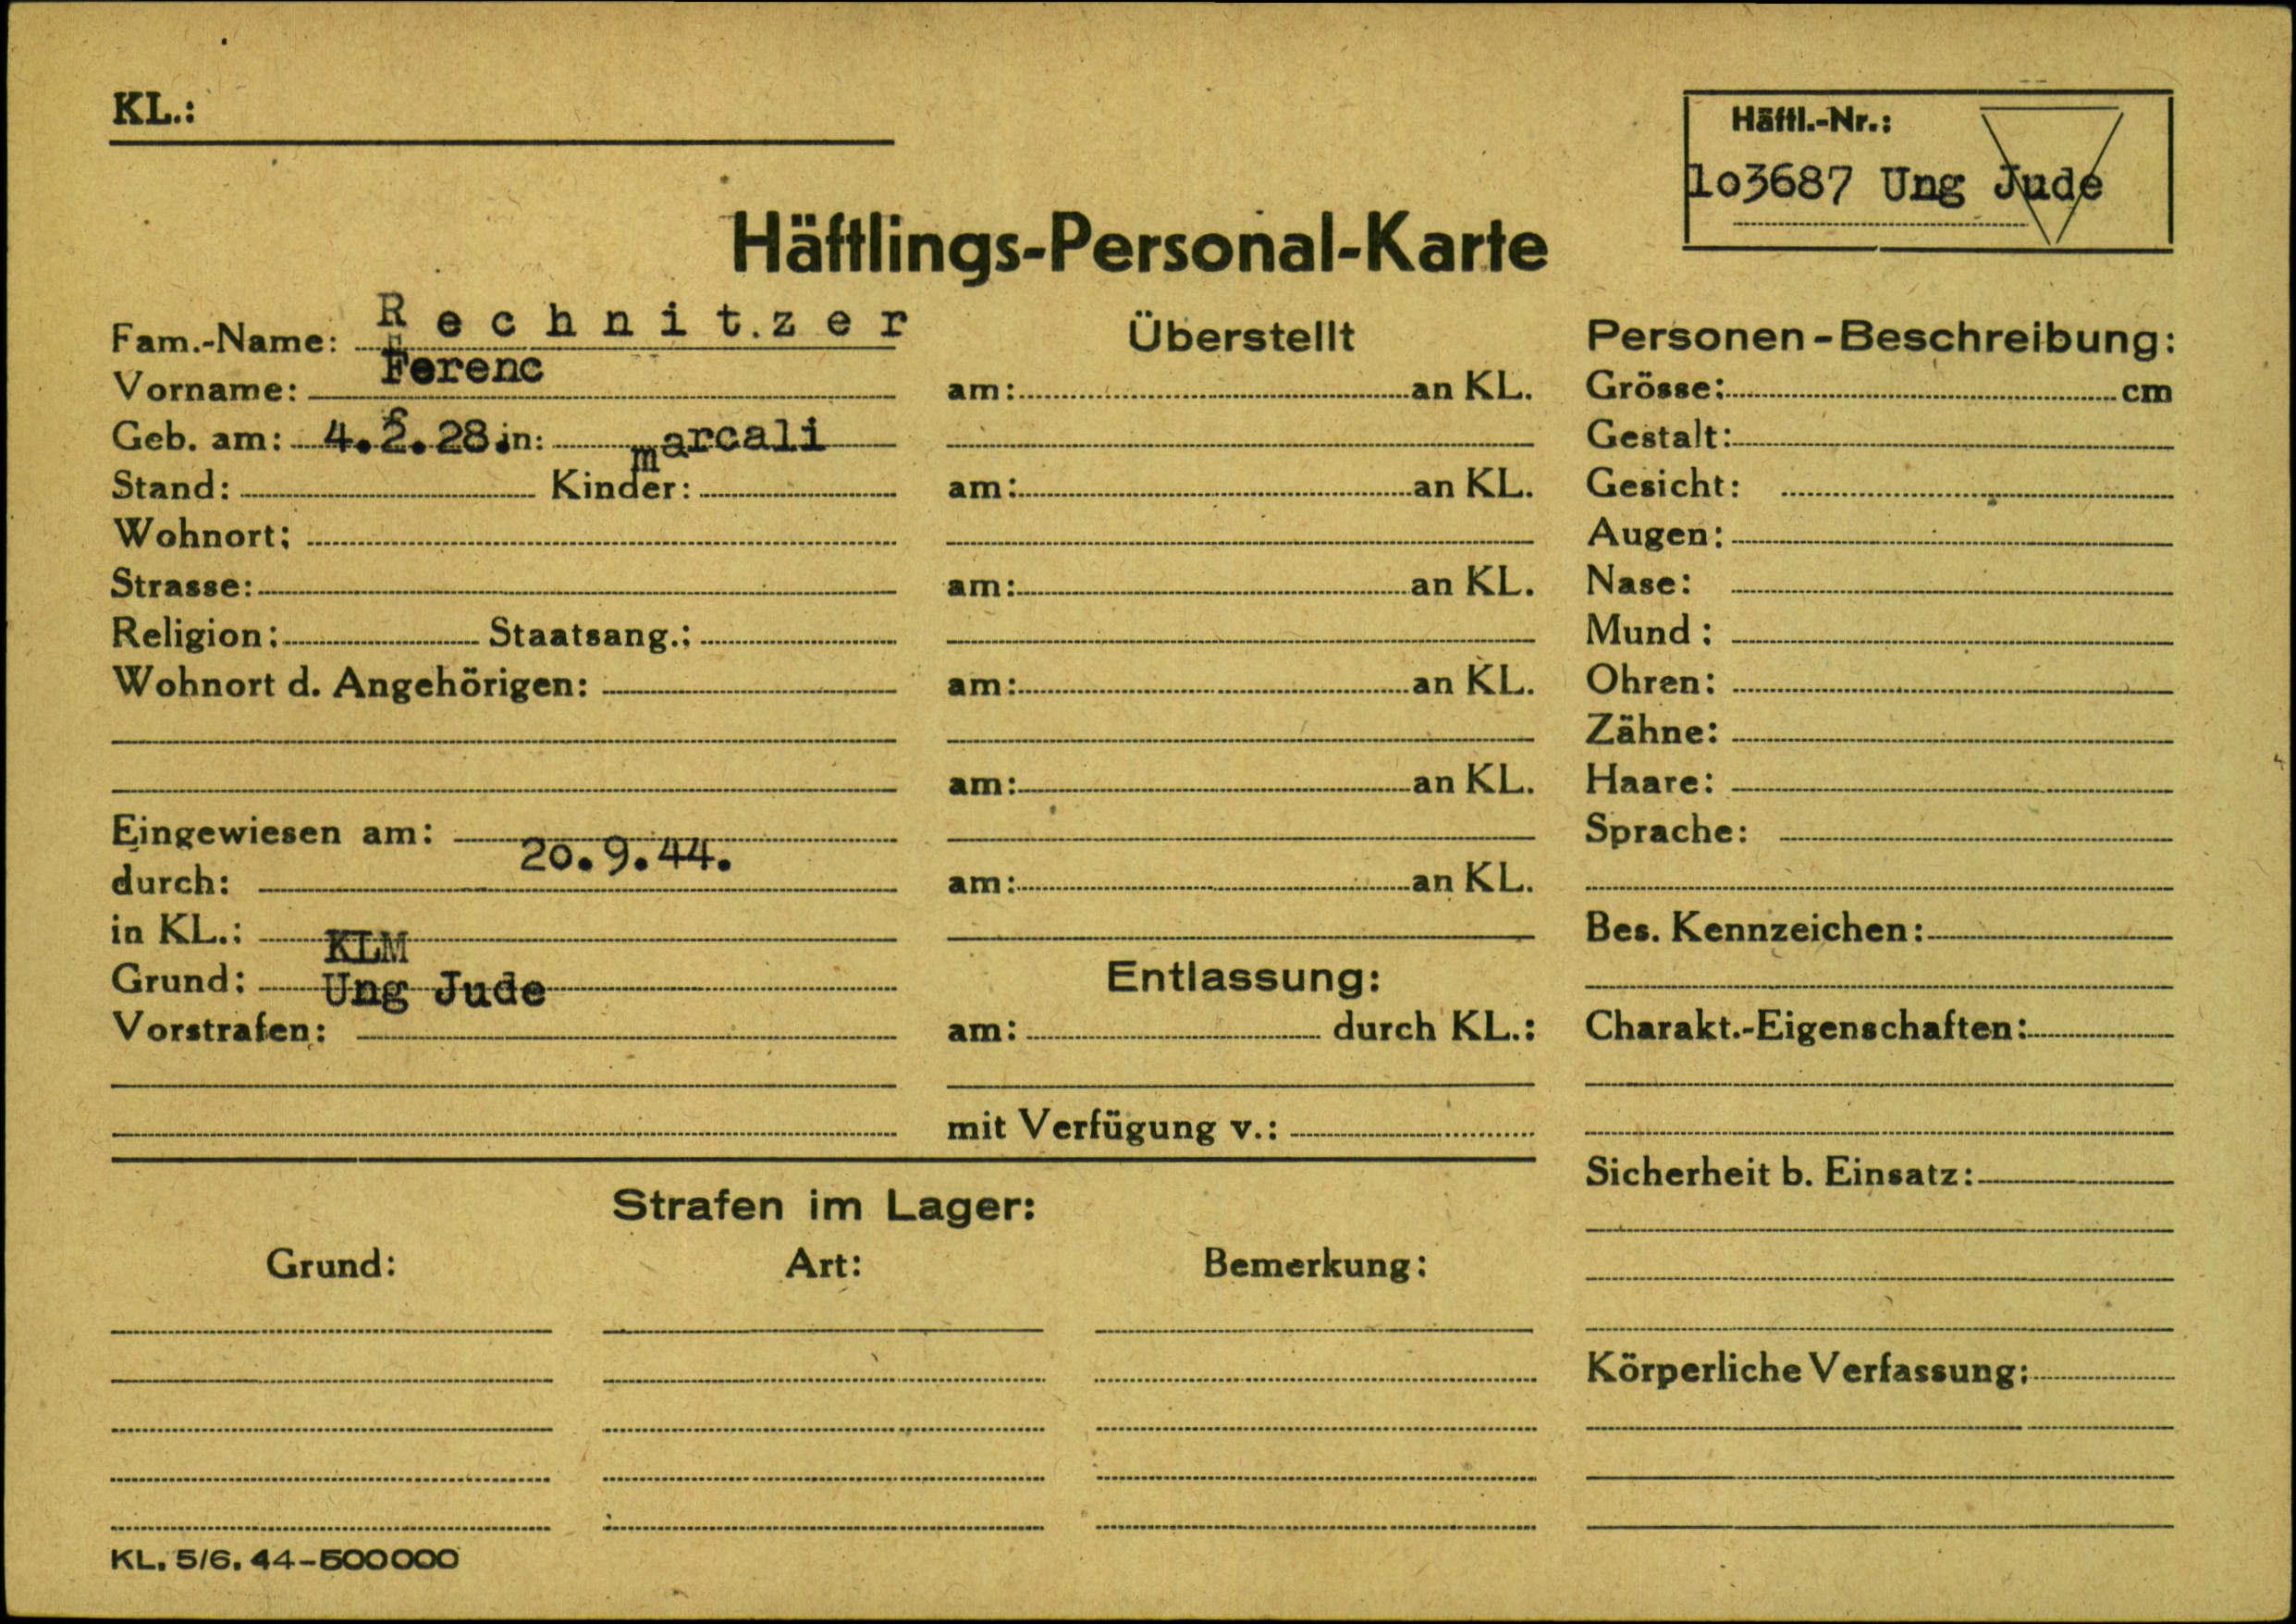 KL.:
Häftl.-Nr.:
1o3687 Ung Jude
Häftlings-Personal-Karte
Fam.-Name: Rechnit.zer
Vorname: Ferenc
Geb. am: 4.2.28. in: marcali
Stand: Kinder:
Wohnort:
Strasse:
Religion: Staatsang.:
Wohnort d. Angehörigen:
Eingewiesen am: 20.9.44.
durch:
in KL.: KLM
Grund: Ung Jude
Vorstrafen:
Überstellt
am: an KL.
am: an KL.
am: an KL.
am: an KL.
am: an KL.
am: an KL.
Entlassung:
am: durch KL.:
mit Verfügung v.:
Personen-Beschreibung:
Grösse: cm
Gestalt:
Gesicht:
Augen:
Nase:
Mund:
Ohren:
Zähne:
Haare:
Sprache:
Bes. Kennzeichen:
Charakt.-Eigenschaften:
Sicherheit b. Einsatz:
Körperliche Verfassung:
Strafen im Lager:
Grund: Art: Bemerkung:
KL. 5/6. 44-500000